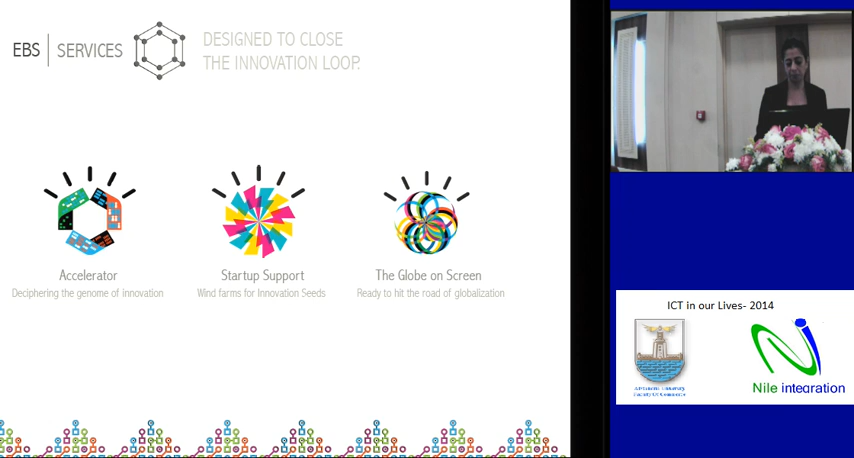 EBS | SERVICES
DESIGNED TO CLOSE
THE INNOVATION LOOP.
Accelerator
Deciphering the genome of innovation
Startup Support
Wind farms for Innovation Seeds
The Globe on Screen
Ready to hit the road of globalization
ICT in our Lives- 2014
Nile integration